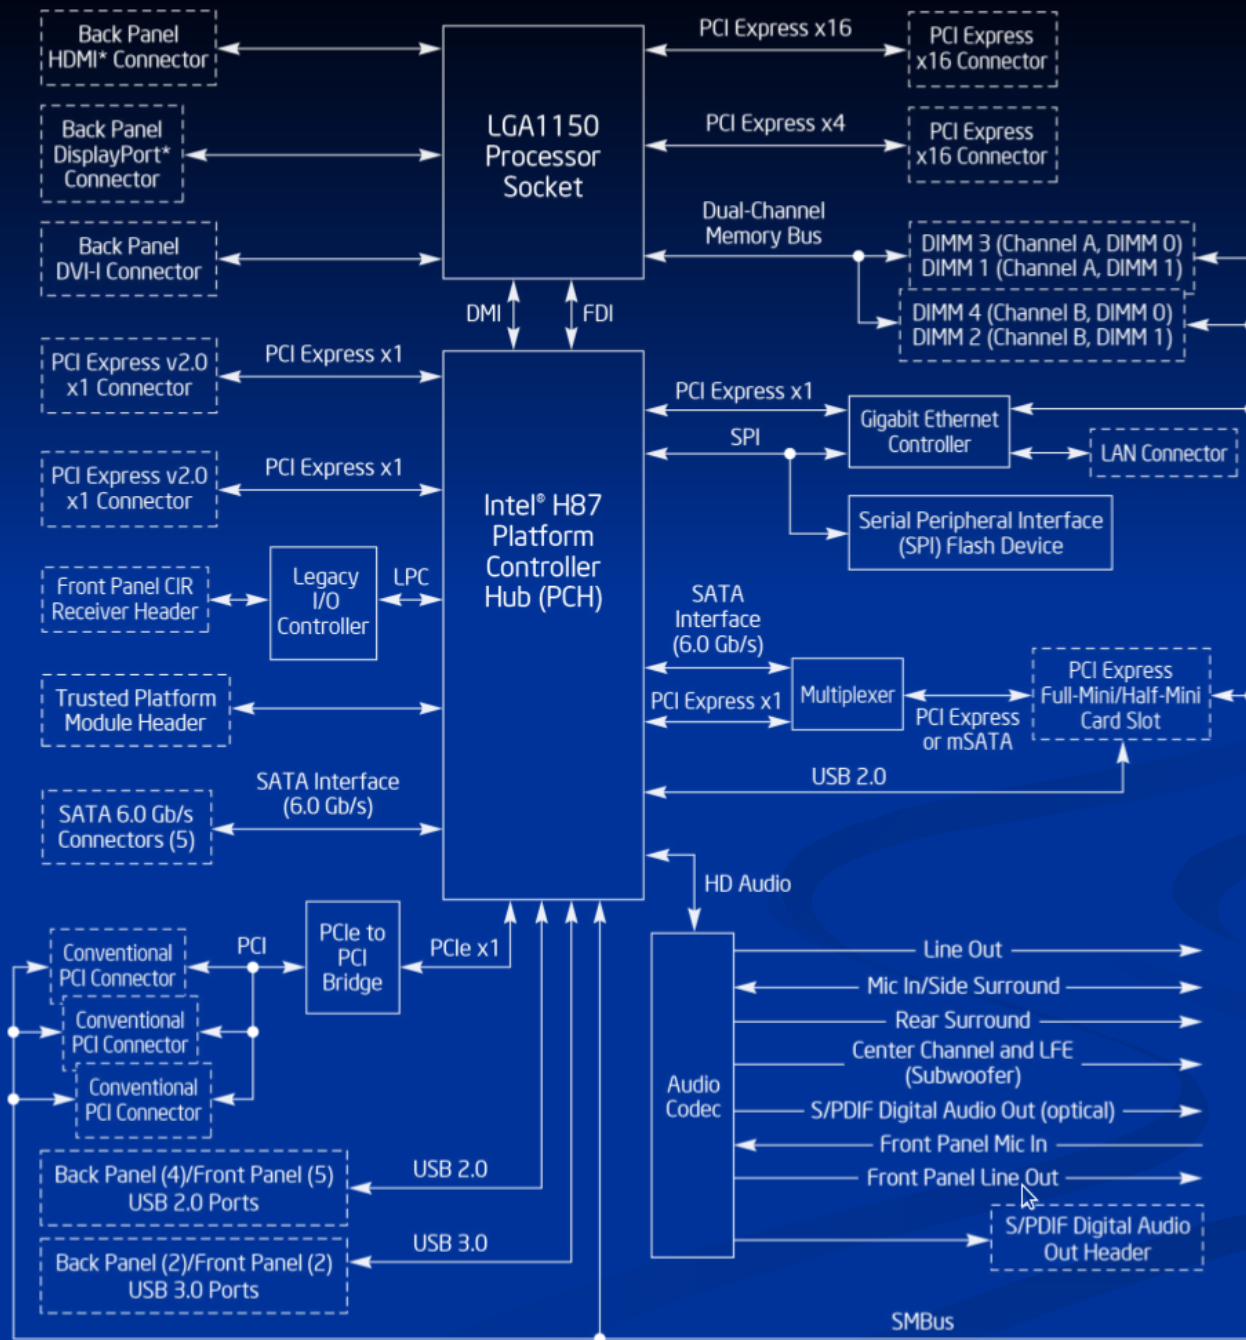 Back Panel
HDMI* Connector
PCI Express x16
PCI Express
x16 Connector
LGA1150
Processor
Socket
Back Panel
DisplayPort*
Connector
PCI Express x4
PCI Express
x16 Connector
Back Panel
DVI-I Connector
Dual-Channel
Memory Bus
DIMM 3 (Channel A, DIMM 0)
DIMM 1 (Channel A, DIMM 1)
DIMM 4 (Channel B, DIMM 0)
DIMM 2 (Channel B, DIMM 1)
DMI
FDI
PCI Express v2.0
x1 Connector
PCI Express x1
PCI Express x1
Gigabit Ethernet
Controller
SPI
LAN Connector
PCI Express v2.0
x1 Connector
PCI Express x1
Intel® H87
Platform
Controller
Hub (PCH)
Serial Peripheral Interface
(SPI) Flash Device
Front Panel CIR
Receiver Header
Legacy
I/O
Controller
LPC
SATA
Interface
(6.0 Gb/s)
PCI Express x1
Multiplexer
PCI Express
or mSATA
PCI Express
Full-Mini/Half-Mini
Card Slot
Trusted Platform
Module Header
USB 2.0
SATA 6.0 Gb/s
Connectors (5)
SATA Interface
(6.0 Gb/s)
HD Audio
Conventional
PCI Connector
PCI
PCIe to
PCI
Bridge
PCIe x1
Conventional
PCI Connector
Conventional
PCI Connector
Audio
Codec
Line Out
Mic In/Side Surround
Rear Surround
Center Channel and LFE
(Subwoofer)
S/PDIF Digital Audio Out (optical)
Front Panel Mic In
Front Panel Line Out
S/PDIF Digital Audio
Out Header
Back Panel (4)/Front Panel (5)
USB 2.0 Ports
USB 2.0
Back Panel (2)/Front Panel (2)
USB 3.0 Ports
USB 3.0
SMBus